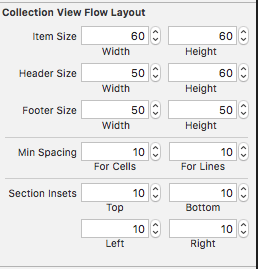 Collection View Flow Layout
Item Size 60 60
Width Height
Header Size 50 60
Width Height
Footer Size 50 50
Width Height
Min Spacing 10 10
For Cells For Lines
Section Insets 10 10
Top Bottom
10 10
Left Right